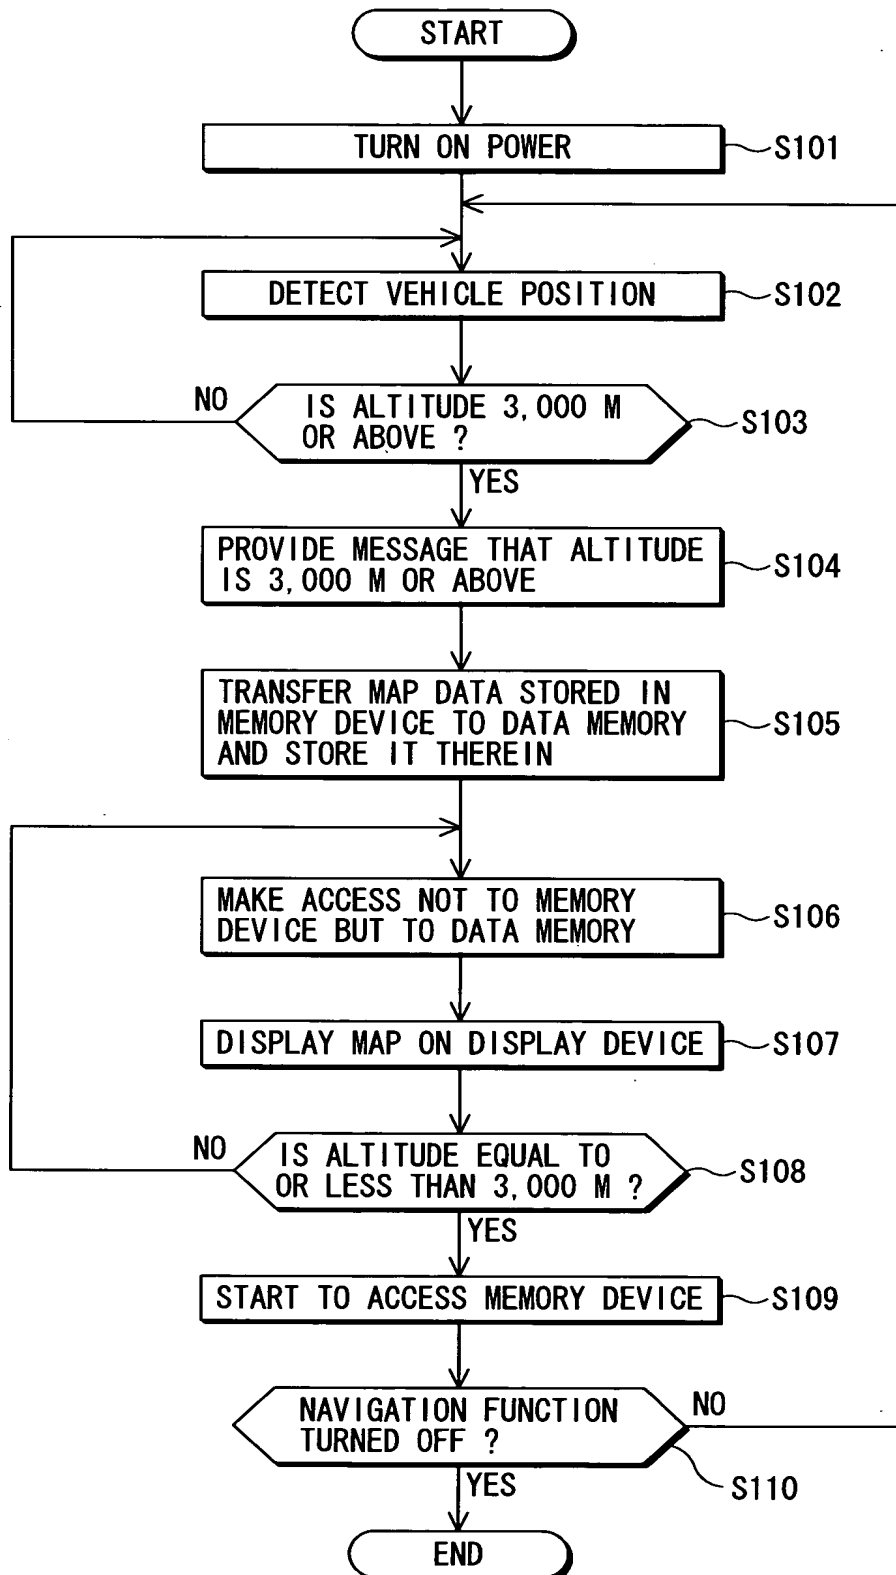 START
TURN ON POWER
S101
DETECT VEHICLE POSITION
S102
NO
IS ALTITUDE 3,000 M
OR ABOVE ?
S103
YES
PROVIDE MESSAGE THAT ALTITUDE
IS 3,000 M OR ABOVE
S104
TRANSFER MAP DATA STORED IN
MEMORY DEVICE TO DATA MEMORY
AND STORE IT THEREIN
S105
MAKE ACCESS NOT TO MEMORY
DEVICE BUT TO DATA MEMORY
S106
DISPLAY MAP ON DISPLAY DEVICE
S107
NO
IS ALTITUDE EQUAL TO
OR LESS THAN 3,000 M ?
S108
YES
START TO ACCESS MEMORY DEVICE
S109
NAVIGATION FUNCTION
TURNED OFF ?
NO
S110
YES
END